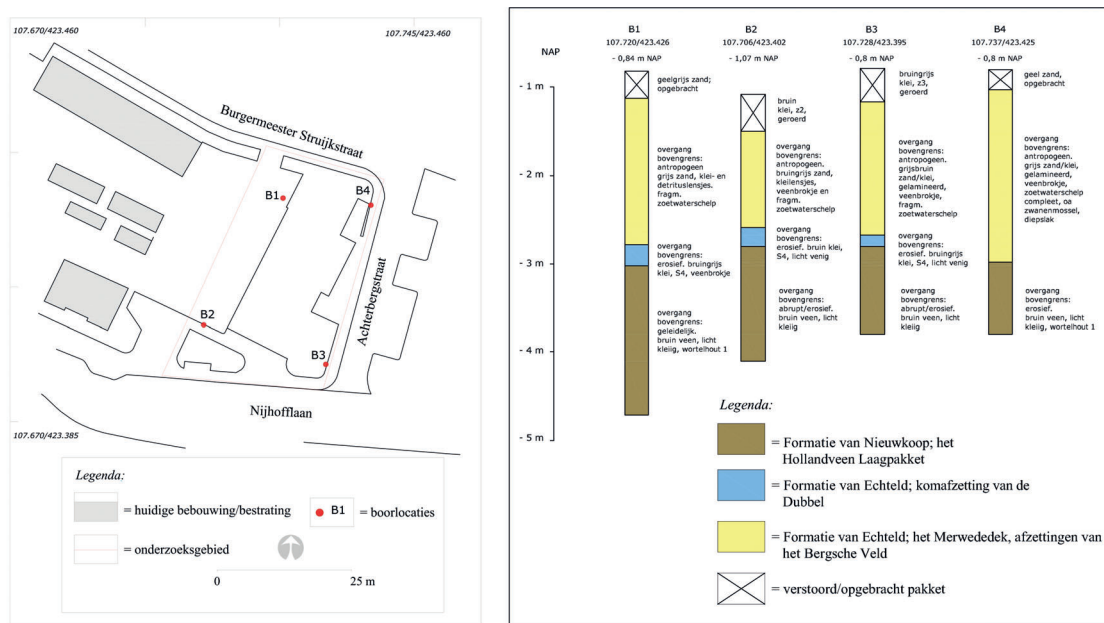 107.670/423.460
107.745/423.460
Burgermeester Struijkstraat
B1
B4
Achterbergstraat
B2
B3
Nijhofflaan
107.670/423.385
Legenda:
= huidige bebouwing/bestrating
B1 = boorlocaties
= onderzoeksgebied
0 25 m
NAP
- 1 m
- 2 m
- 3 m
- 4 m
- 5 m
B1
107.720/423.426
- 0,84 m NAP
geelgrijs zand;
opgebracht
overgang
bovengrens:
antropogeen
grijs zand, klei- en
detrituslensjes.
fragm.
zoetwaterschelp
overgang
bovengrens:
erosief. bruingrijs
klei, S4, veenbrokje
overgang
bovengrens:
geleidelijk.
bruin veen, licht
kleiig, wortelhout 1
B2
107.706/423.402
- 1,07 m NAP
bruin
klei, z2,
geroerd
overgang
bovengrens:
antropogeen.
bruingrijs zand,
kleilensjes,
veenbrokje en
fragm.
zoetwaterschelp
overgang
bovengrens:
erosief. bruin klei,
S4, licht venig
overgang
bovengrens:
abrupt/erosief.
bruin veen, licht
kleiig
B3
107.728/423.395
- 0,8 m NAP
bruingrijs
klei, z3,
geroerd
overgang
bovengrens:
antropogeen.
grijsbruin
zand/klei,
gelamineerd,
veenbrokje,
fragm.
zoetwaterschelp
overgang
bovengrens:
erosief. bruingrijs
klei, S4, licht venig
overgang
bovengrens:
abrupt/erosief.
bruin veen, licht
kleiig
B4
107.737/423.425
- 0,8 m NAP
geel zand,
opgebracht
overgang
bovengrens:
antropogeen.
grijs zand/klei,
gelamineerd,
veenbrokje,
zoetwaterschelp
compleet, oa
zwanenmossel,
diepslak
overgang
bovengrens:
erosief.
bruin veen, licht
kleiig, wortelhout 1
Legenda:
= Formatie van Nieuwkoop; het
Hollandveen Laagpakket
= Formatie van Echteld; komafzetting van de
Dubbel
= Formatie van Echteld; het Merwededek, afzettingen van
het Bergsche Veld
= verstoord/opgebracht pakket